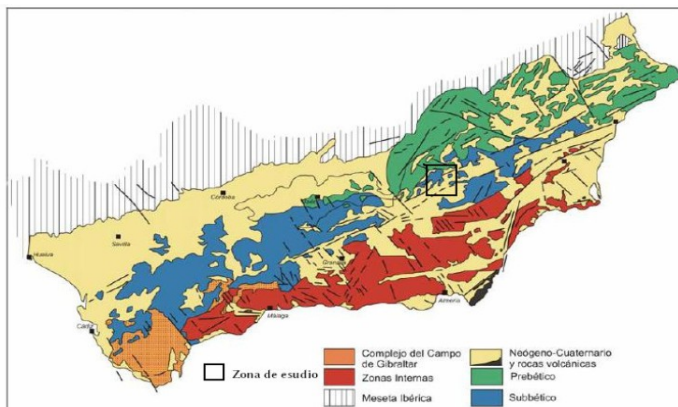 Córdoba
Sevilla
Huelva
Granada
Cádiz
Málaga
Almería
Zona de esudio
Complejo del Campo
de Gibraltar
Zonas Internas
Meseta Ibérica
Neógeno-Cuaternario
y rocas volcánicas
Prebético
Subbético